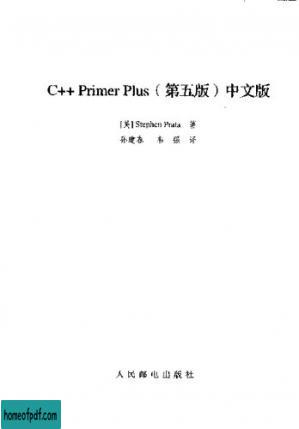 C++ Primer Plus（第五版）中文版
[美] Stephen Prata 著
孙建春 韦强 译
人民邮电出版社
homeofpdf.com